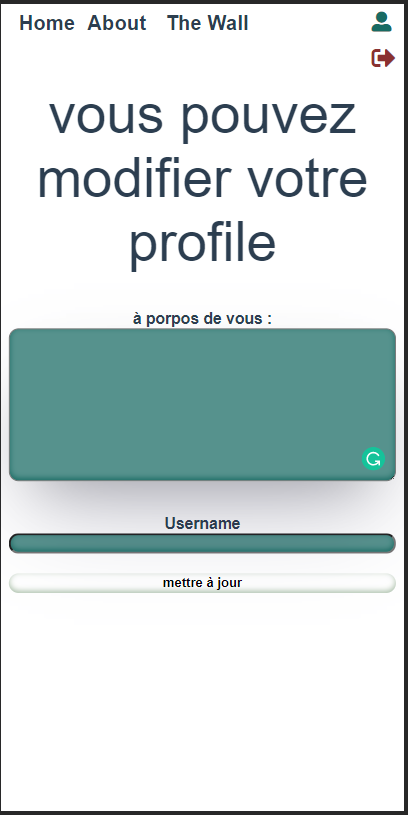 Home About The Wall
vous pouvez
modifier votre
profile
à porpos de vous :
Username
mettre à jour